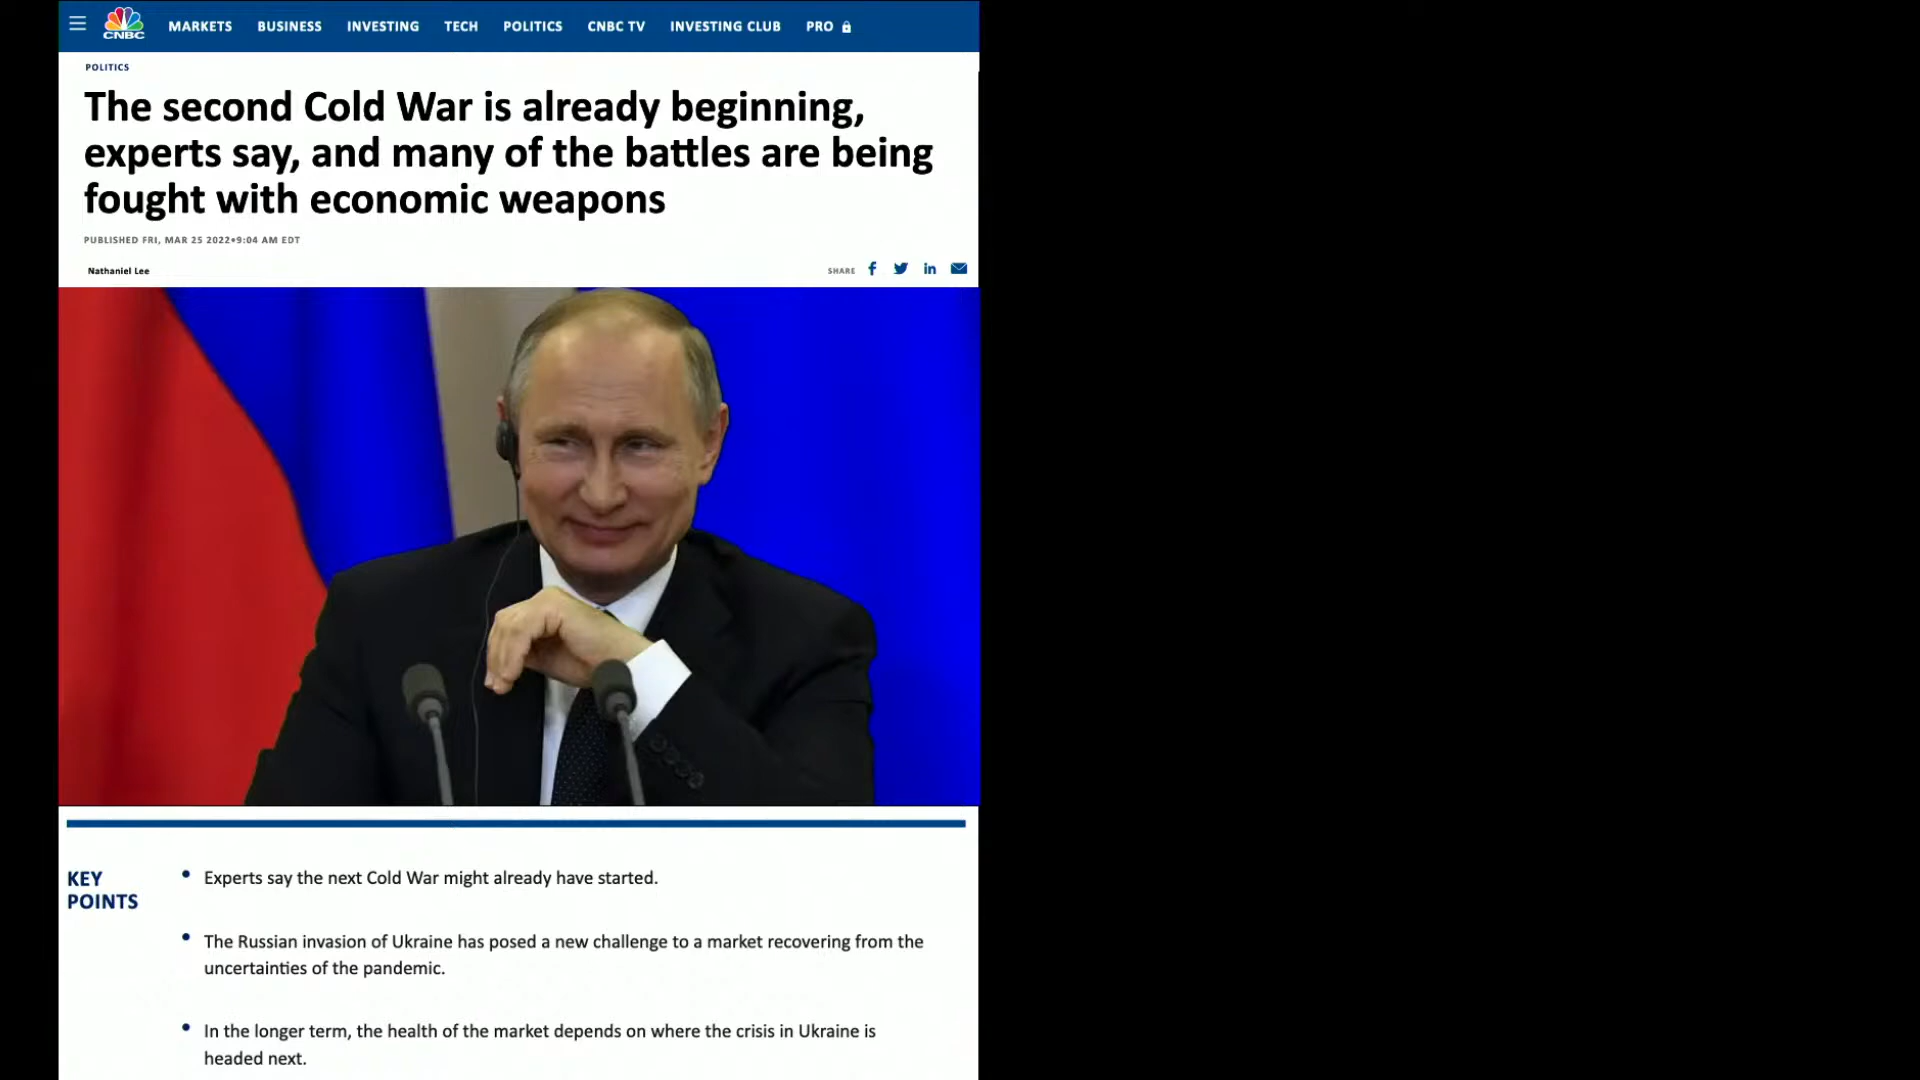 CNBC
MARKETS BUSINESS INVESTING TECH POLITICS CNBC TV INVESTING CLUB PRO
POLITICS
The second Cold War is already beginning,
experts say, and many of the battles are being
fought with economic weapons
PUBLISHED FRI, MAR 25 2022•9:04 AM EDT
Nathaniel Lee
SHARE
KEY
POINTS
• Experts say the next Cold War might already have started.
• The Russian invasion of Ukraine has posed a new challenge to a market recovering from the
uncertainties of the pandemic.
• In the longer term, the health of the market depends on where the crisis in Ukraine is
headed next.